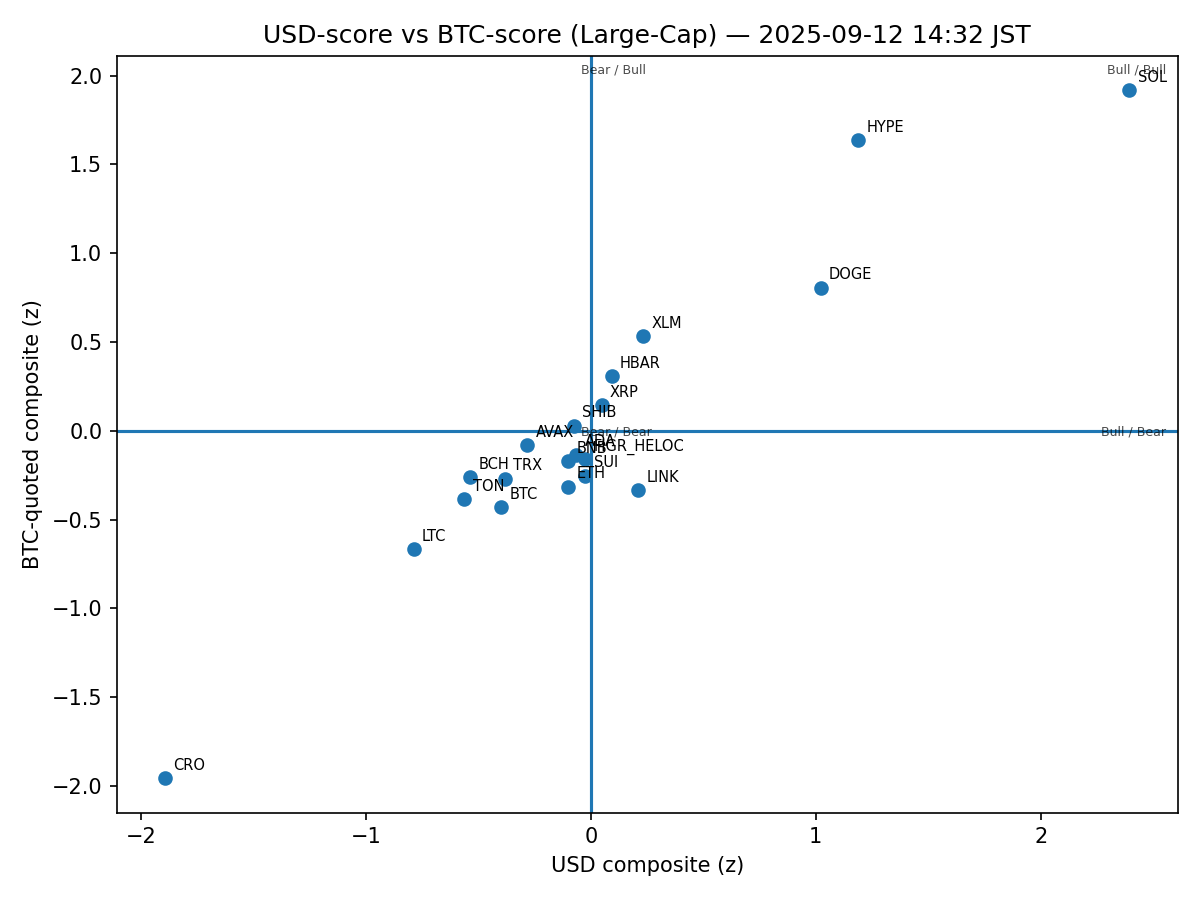 USD-score vs BTC-score (Large-Cap) — 2025-09-12 14:32 JST
Bear / Bull
Bull / Bull
SOL
HYPE
DOGE
XLM
HBAR
XRP
SHIB
AVAX
Bear / Bear
Bull / Bear
ADA
BNB
SUI
ETH
LINK
BCH
TRX
TON
BTC
LTC
CRO
2.0
1.5
1.0
0.5
0.0
−0.5
−1.0
−1.5
−2.0
BTC-quoted composite (z)
−2
−1
0
1
2
USD composite (z)